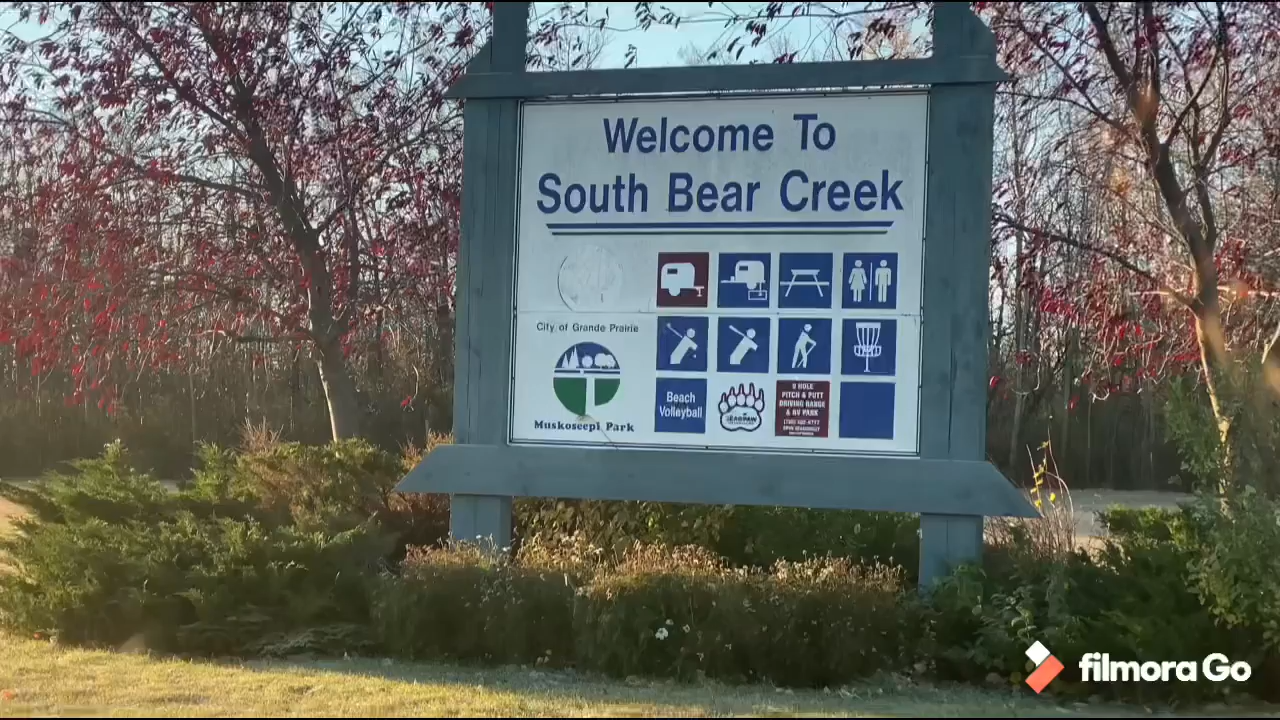 Welcome To
South Bear Creek
City of Grande Prairie
Muskoseepi Park
Beach
Volleyball
BEARPAW
9 HOLE
PITCH & PUTT
DRIVING RANGE
& RV PARK
filmora Go